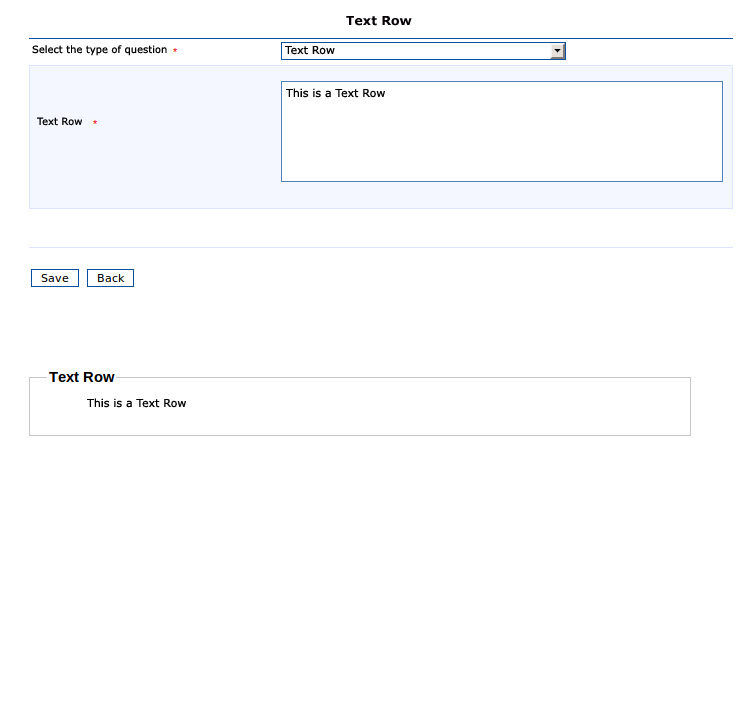 Text Row
Select the type of question *
Text Row
This is a Text Row
Text Row *
Save Back
Text Row
This is a Text Row